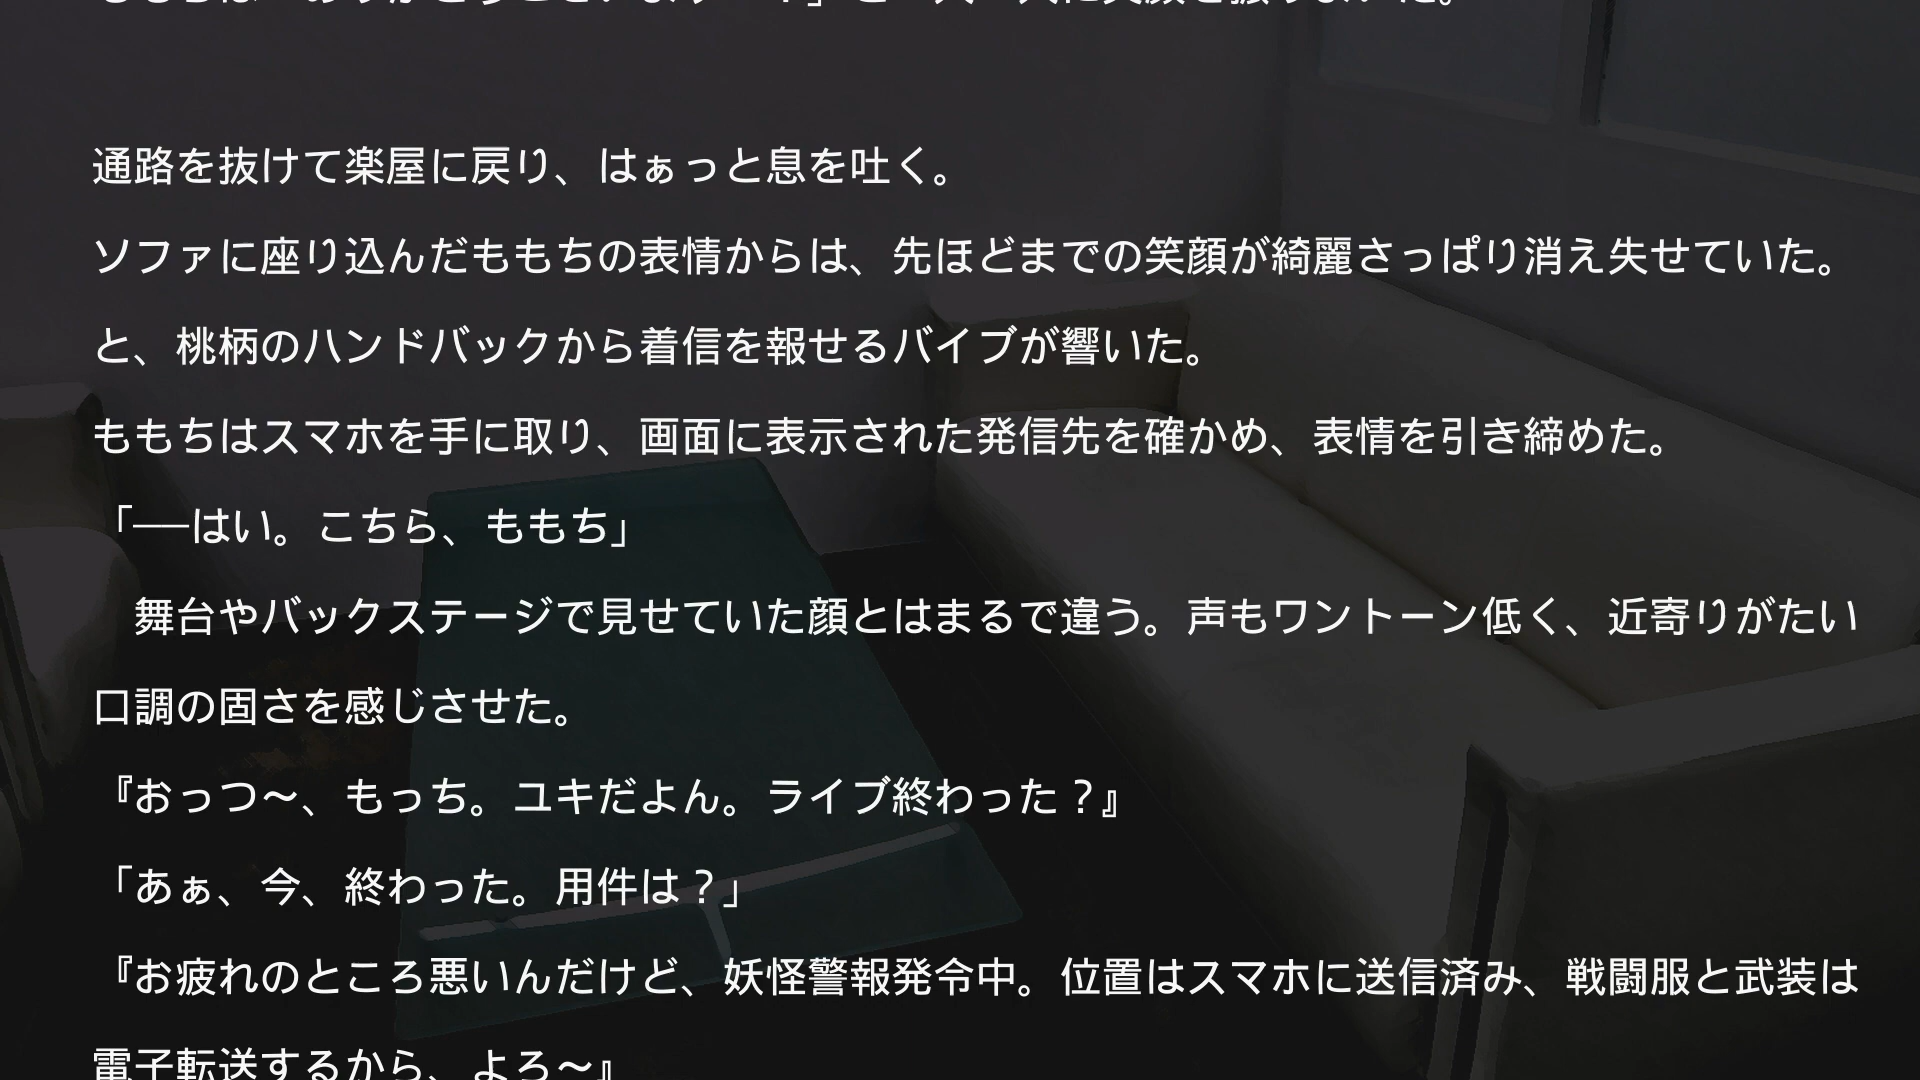 通路を抜けて楽屋に戻り、はぁっと息を吐く。
ソファに座り込んだももちの表情からは、先ほどまでの笑顔が綺麗さっぱり消え失せていた。
と、桃柄のハンドバックから着信を報せるバイブが響いた。
ももちはスマホを手に取り、画面に表示された発信先を確かめ、表情を引き締めた。
「──はい。こちら、ももち」
　舞台やバックステージで見せていた顔とはまるで違う。声もワントーン低く、近寄りがたい
口調の固さを感じさせた。
『おっつ～、もっち。ユキだよん。ライブ終わった？』
「あぁ、今、終わった。用件は？」
『お疲れのところ悪いんだけど、妖怪警報発令中。位置はスマホに送信済み、戦闘服と武装は
電子転送するから、よろ～』